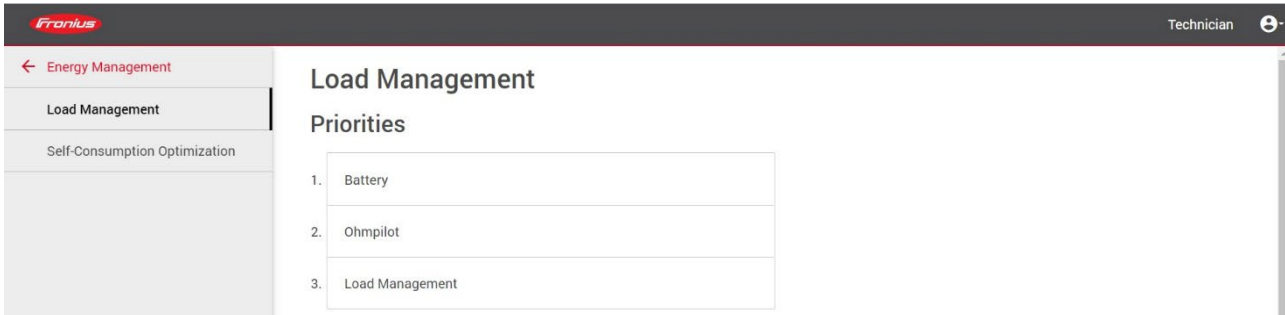 Fronius
Technician
Energy Management
Load Management
Self-Consumption Optimization
Load Management
Priorities
1. Battery
2. Ohmpilot
3. Load Management